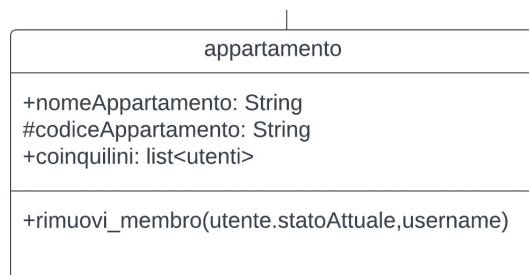 appartamento
+nomeAppartamento: String
#codiceAppartamento: String
+coinquilini: list<utenti>
+rimuovi_membro(utente.statoAttuale,username)